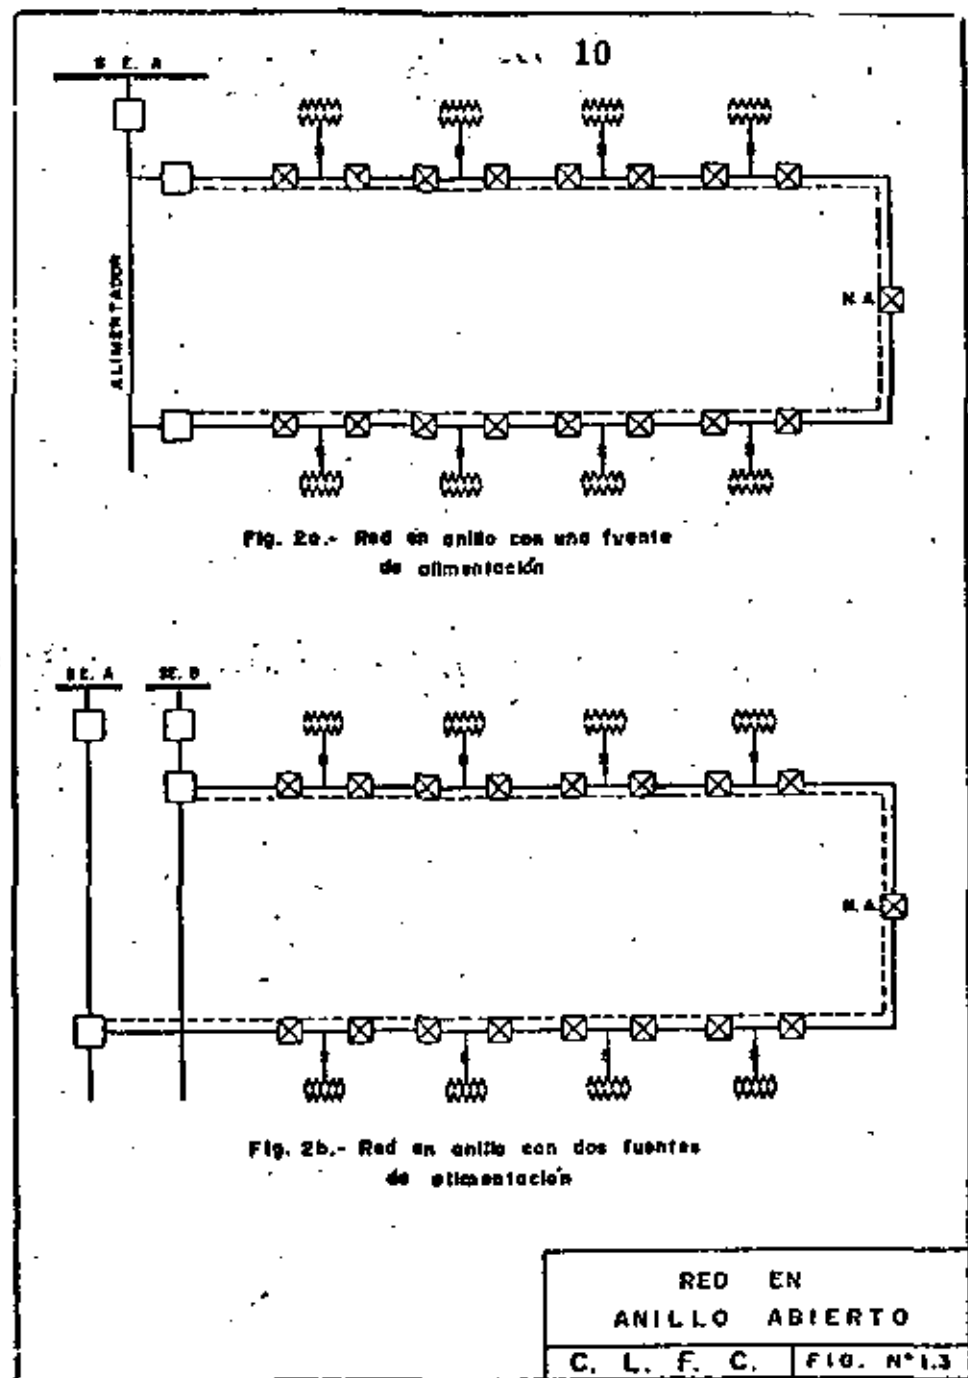 10
S E. A
ALIMENTADOR
N. A.
Fig. 2a.- Red en anillo con una fuente
de alimentación
SE. A
SE. B
N. A.
Fig. 2b.- Red en anillo con dos fuentes
de alimentación
RED EN
ANILLO ABIERTO
C. L. F. C.
FIG. Nº 1.3